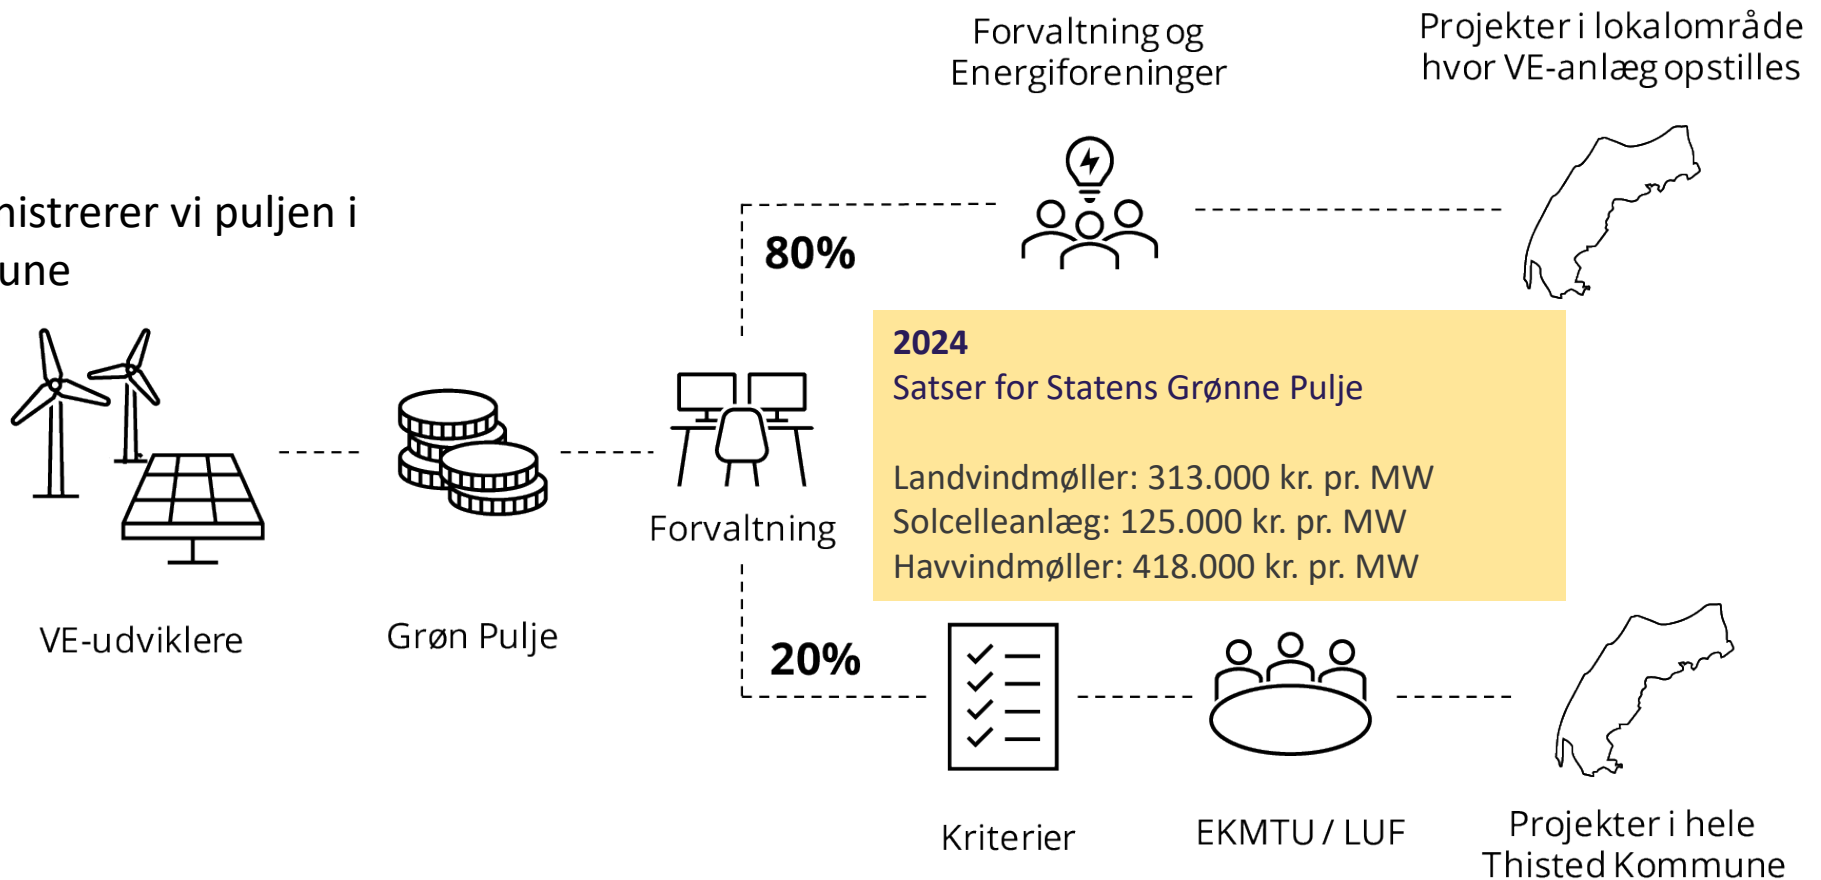 Forvaltning og
Energiforeninger
Projekter i lokalområde
hvor VE-anlæg opstilles
nistrerer vi puljen i
une
80%
2024
Satser for Statens Grønne Pulje
Landvindmøller: 313.000 kr. pr. MW
Solcelleanlæg: 125.000 kr. pr. MW
Havvindmøller: 418.000 kr. pr. MW
Forvaltning
VE-udviklere
Grøn Pulje
20%
Kriterier
EKMTU / LUF
Projekter i hele
Thisted Kommune